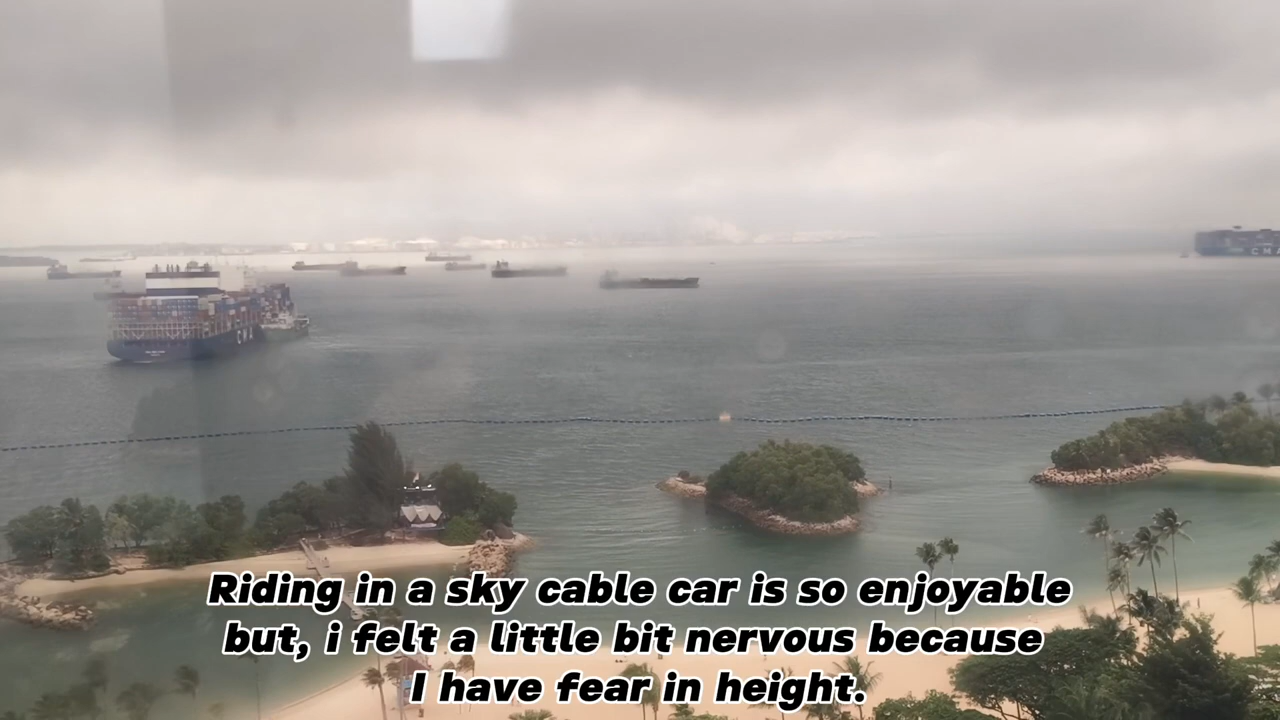 Riding in a sky cable car is so enjoyable
but, i felt a little bit nervous because
I have fear in height.